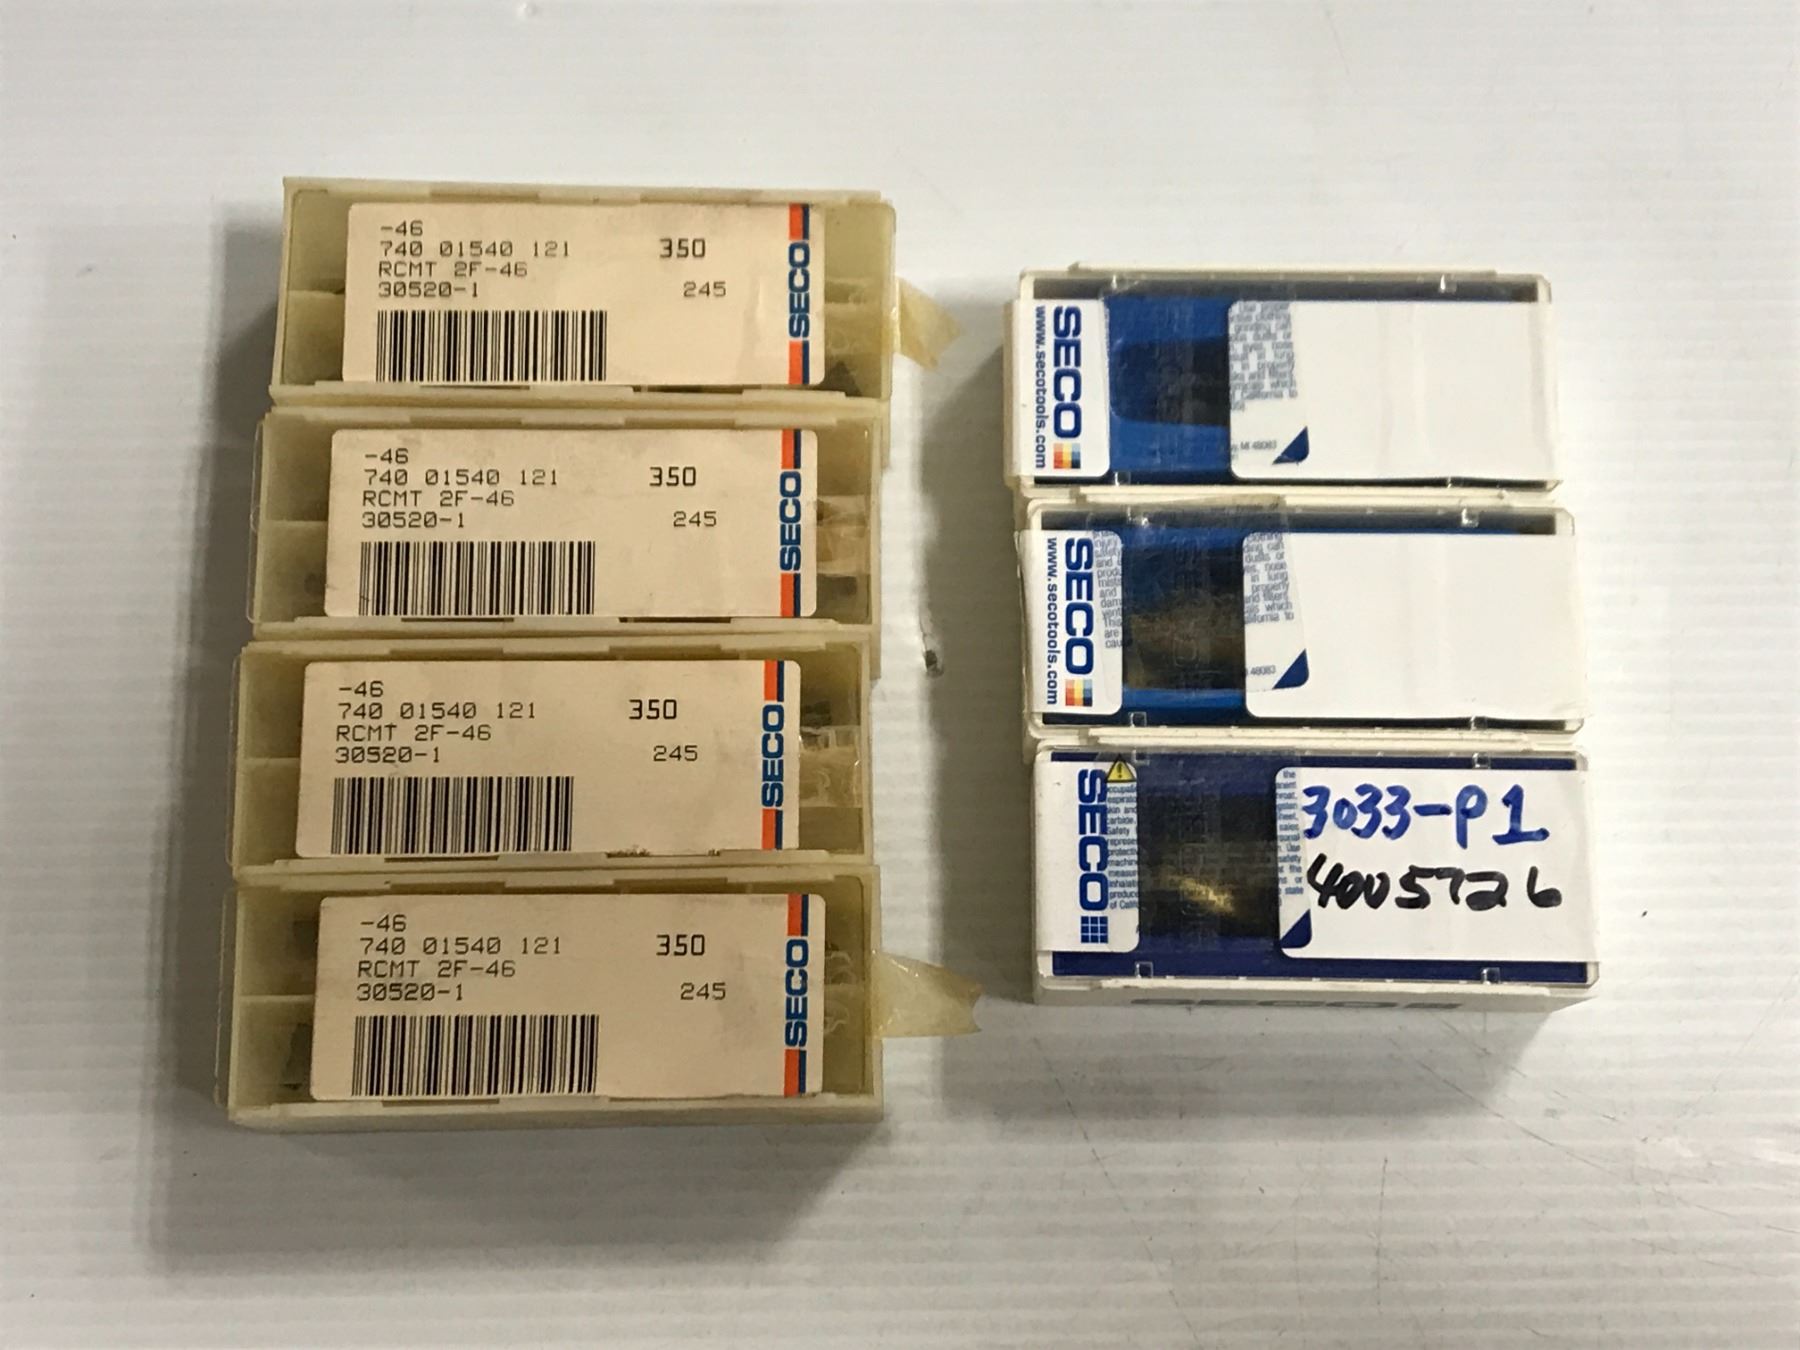 -46
740 01540 121 350
RCMT 2F-46
30520-1 245
SECO
-46
740 01540 121 350
RCMT 2F-46
30520-1 245
SECO
-46
740 01540 121 350
RCMT 2F-46
30520-1 245
SECO
-46
740 01540 121 350
RCMT 2F-46
30520-1 245
SECO
SECO
www.secotools.com
MI 48083
SECO
www.secotools.com
48083
SECO
3033-P1
4005726